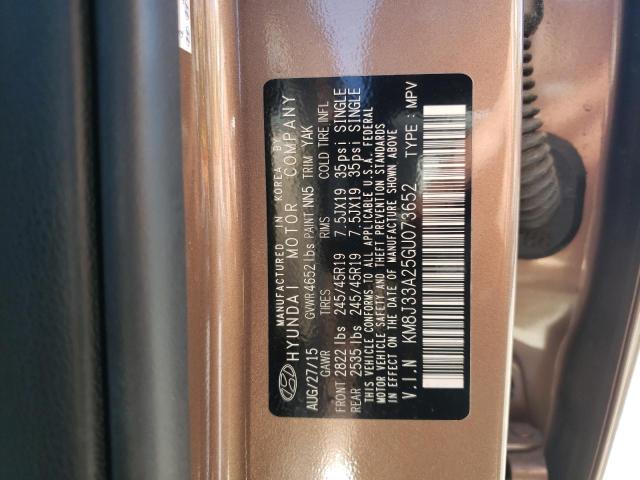 MANUFACTURED IN KOREA BY
HYUNDAI MOTOR COMPANY
AUG/27/15 GVWR 4652 lbs PAINT NN5 TRIM YAK
GAWR TIRES RIMS COLD TIRE INFL
FRONT 2822 lbs 245/45R19 7.5JX19 35psi SINGLE
REAR 2535 lbs 245/45R19 7.5JX19 35psi SINGLE
THIS VEHICLE CONFORMS TO ALL APPLICABLE U.S.A. FEDERAL
MOTOR VEHICLE SAFETY AND THEFT PREVENTION STANDARDS
IN EFFECT ON THE DATE OF MANUFACTURE SHOWN ABOVE
V.I.N KM8J33A25GU073652 TYPE : MPV